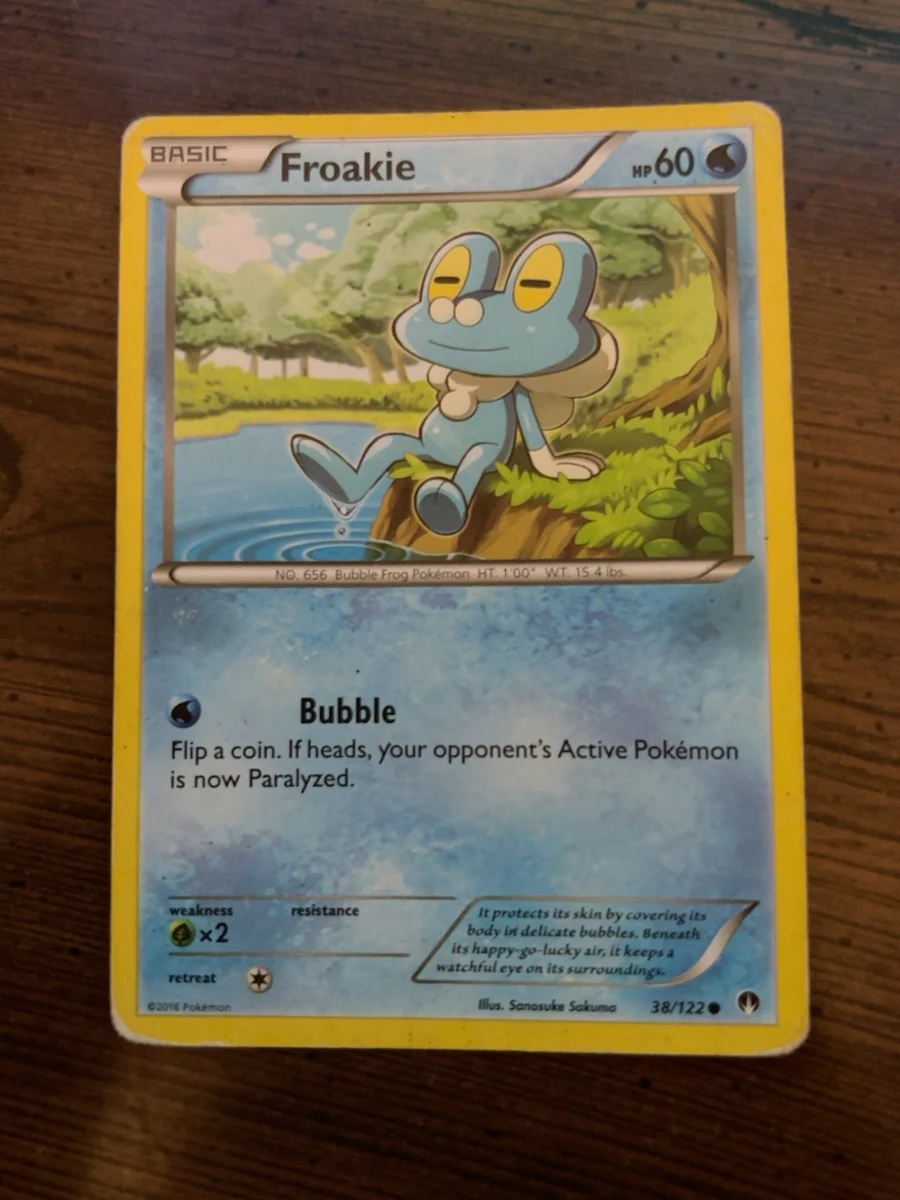 BASIC
Froakie
HP60
NO. 656 Bubble Frog Pokémon HT: 1'00" WT: 15.4 lbs.
Bubble
Flip a coin. If heads, your opponent's Active Pokémon
is now Paralyzed.
weakness resistance
×2
retreat
It protects its skin by covering its
body in delicate bubbles. Beneath
its happy-go-lucky air, it keeps a
watchful eye on its surroundings.
©2016 Pokémon
Illus. Sanosuke Sakuma
38/122